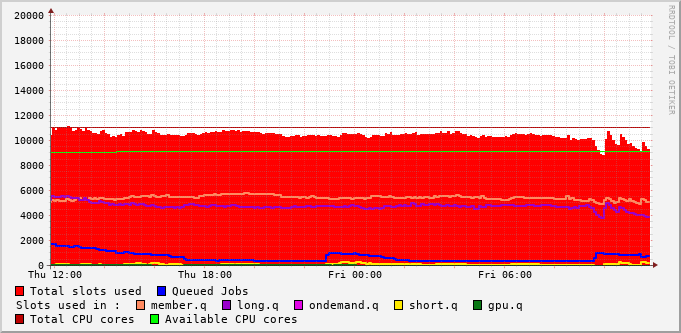 RRDTOOL / TOBI OETIKER
20000
18000
16000
14000
12000
10000
8000
6000
4000
2000
0
Thu 12:00 Thu 18:00 Fri 00:00 Fri 06:00
Total slots used Queued Jobs
Slots used in : member.q long.q ondemand.q short.q gpu.q
Total CPU cores Available CPU cores